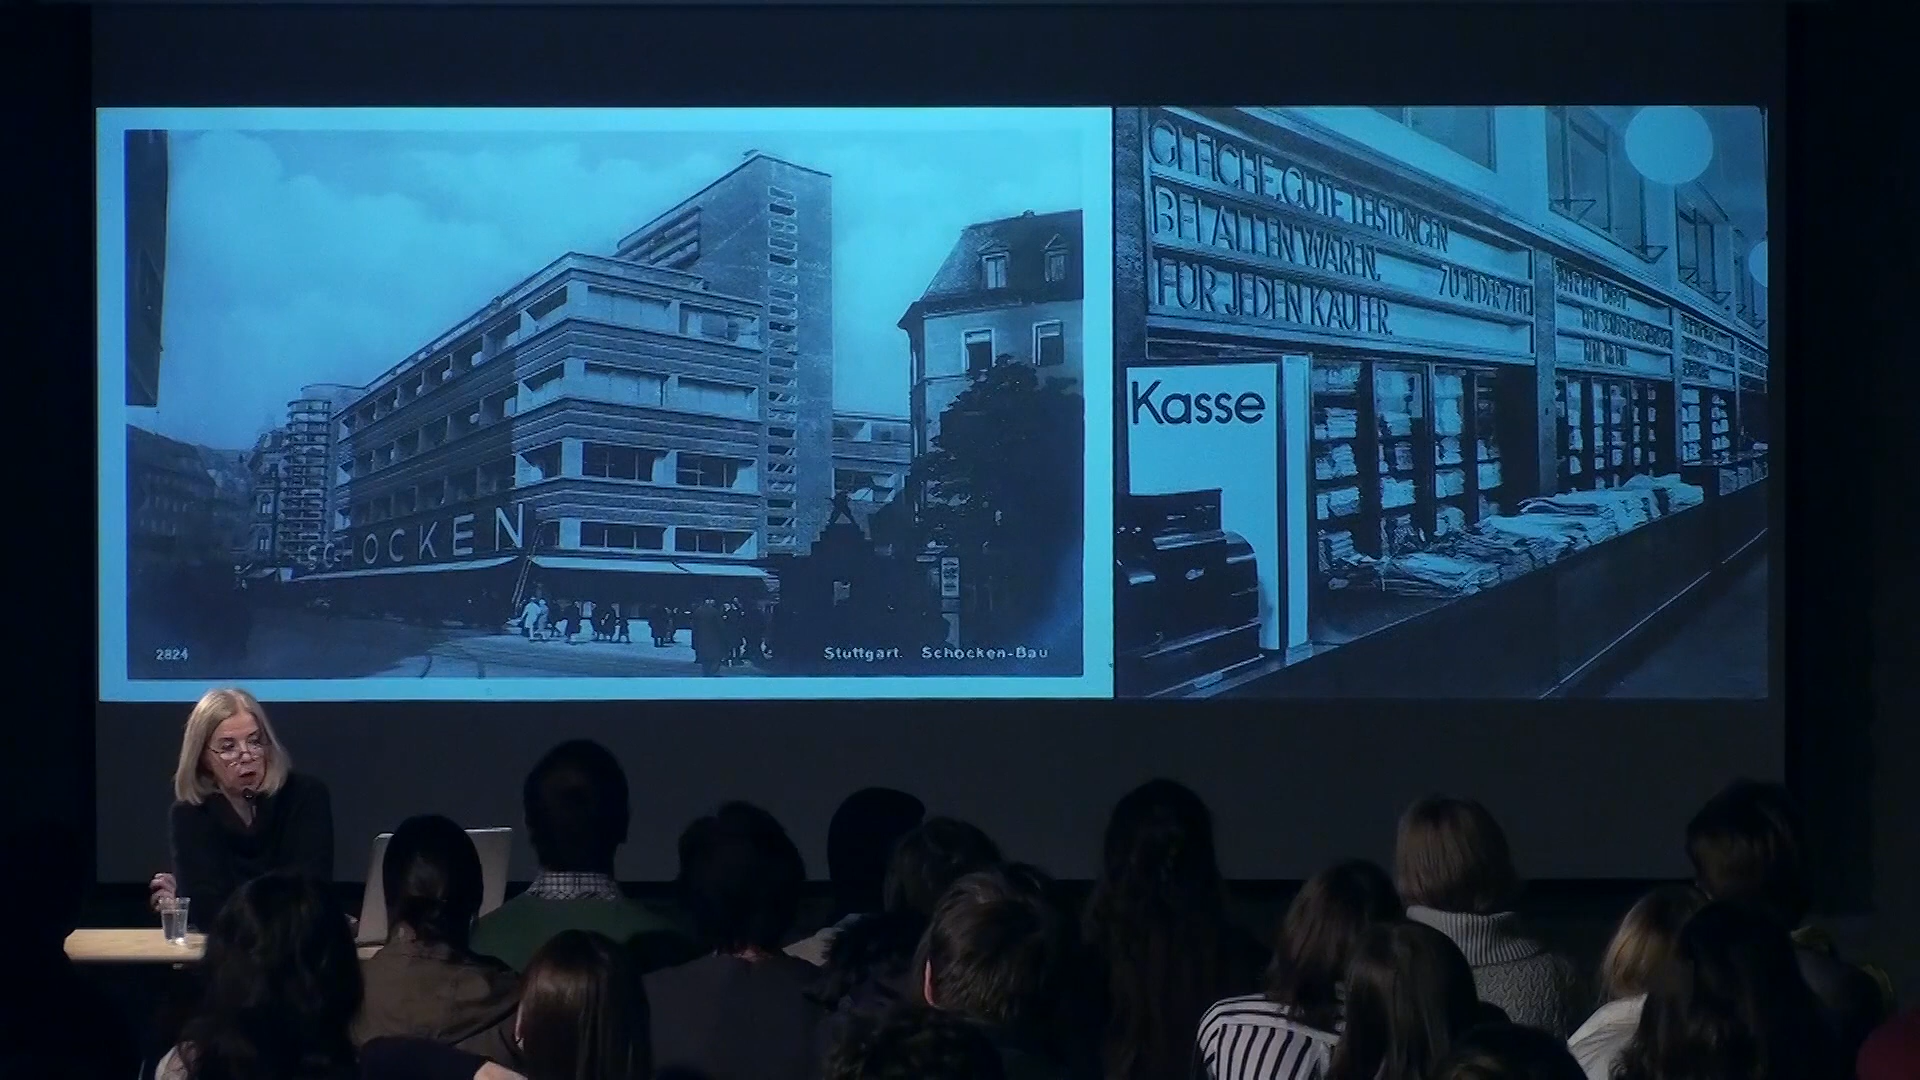 SCHOCKEN
2824
Stuttgart. Schocken-Bau
GLEICHE, GUTE LEISTUNGEN
BEI ALLEN WAREN,
ZU JEDER ZEIT
FÜR JEDEN KÄUFER.
Kasse